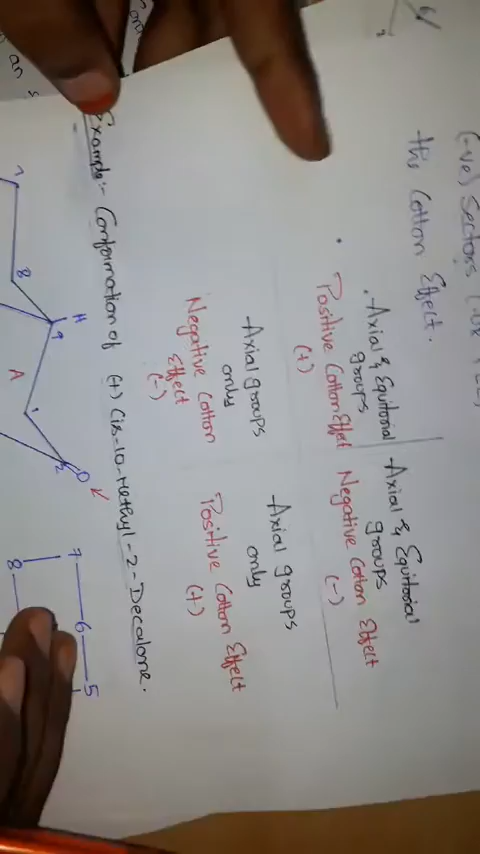 (-ve) Sectors
the Cotton Effect.
Axial & Equitorial
groups
Positive Cotton Effect
(+)
Axial & Equitorial
groups
Negative Cotton Effect
(-)
Axial groups
only
Negative Cotton
Effect
(-)
Axial groups
only
Positive Cotton Effect
(+)
Example:- Conformation of (+) Cis-10-Methyl-2-Decalone.
7
8
H
9
A
1
2
O
7
6
5
8
an